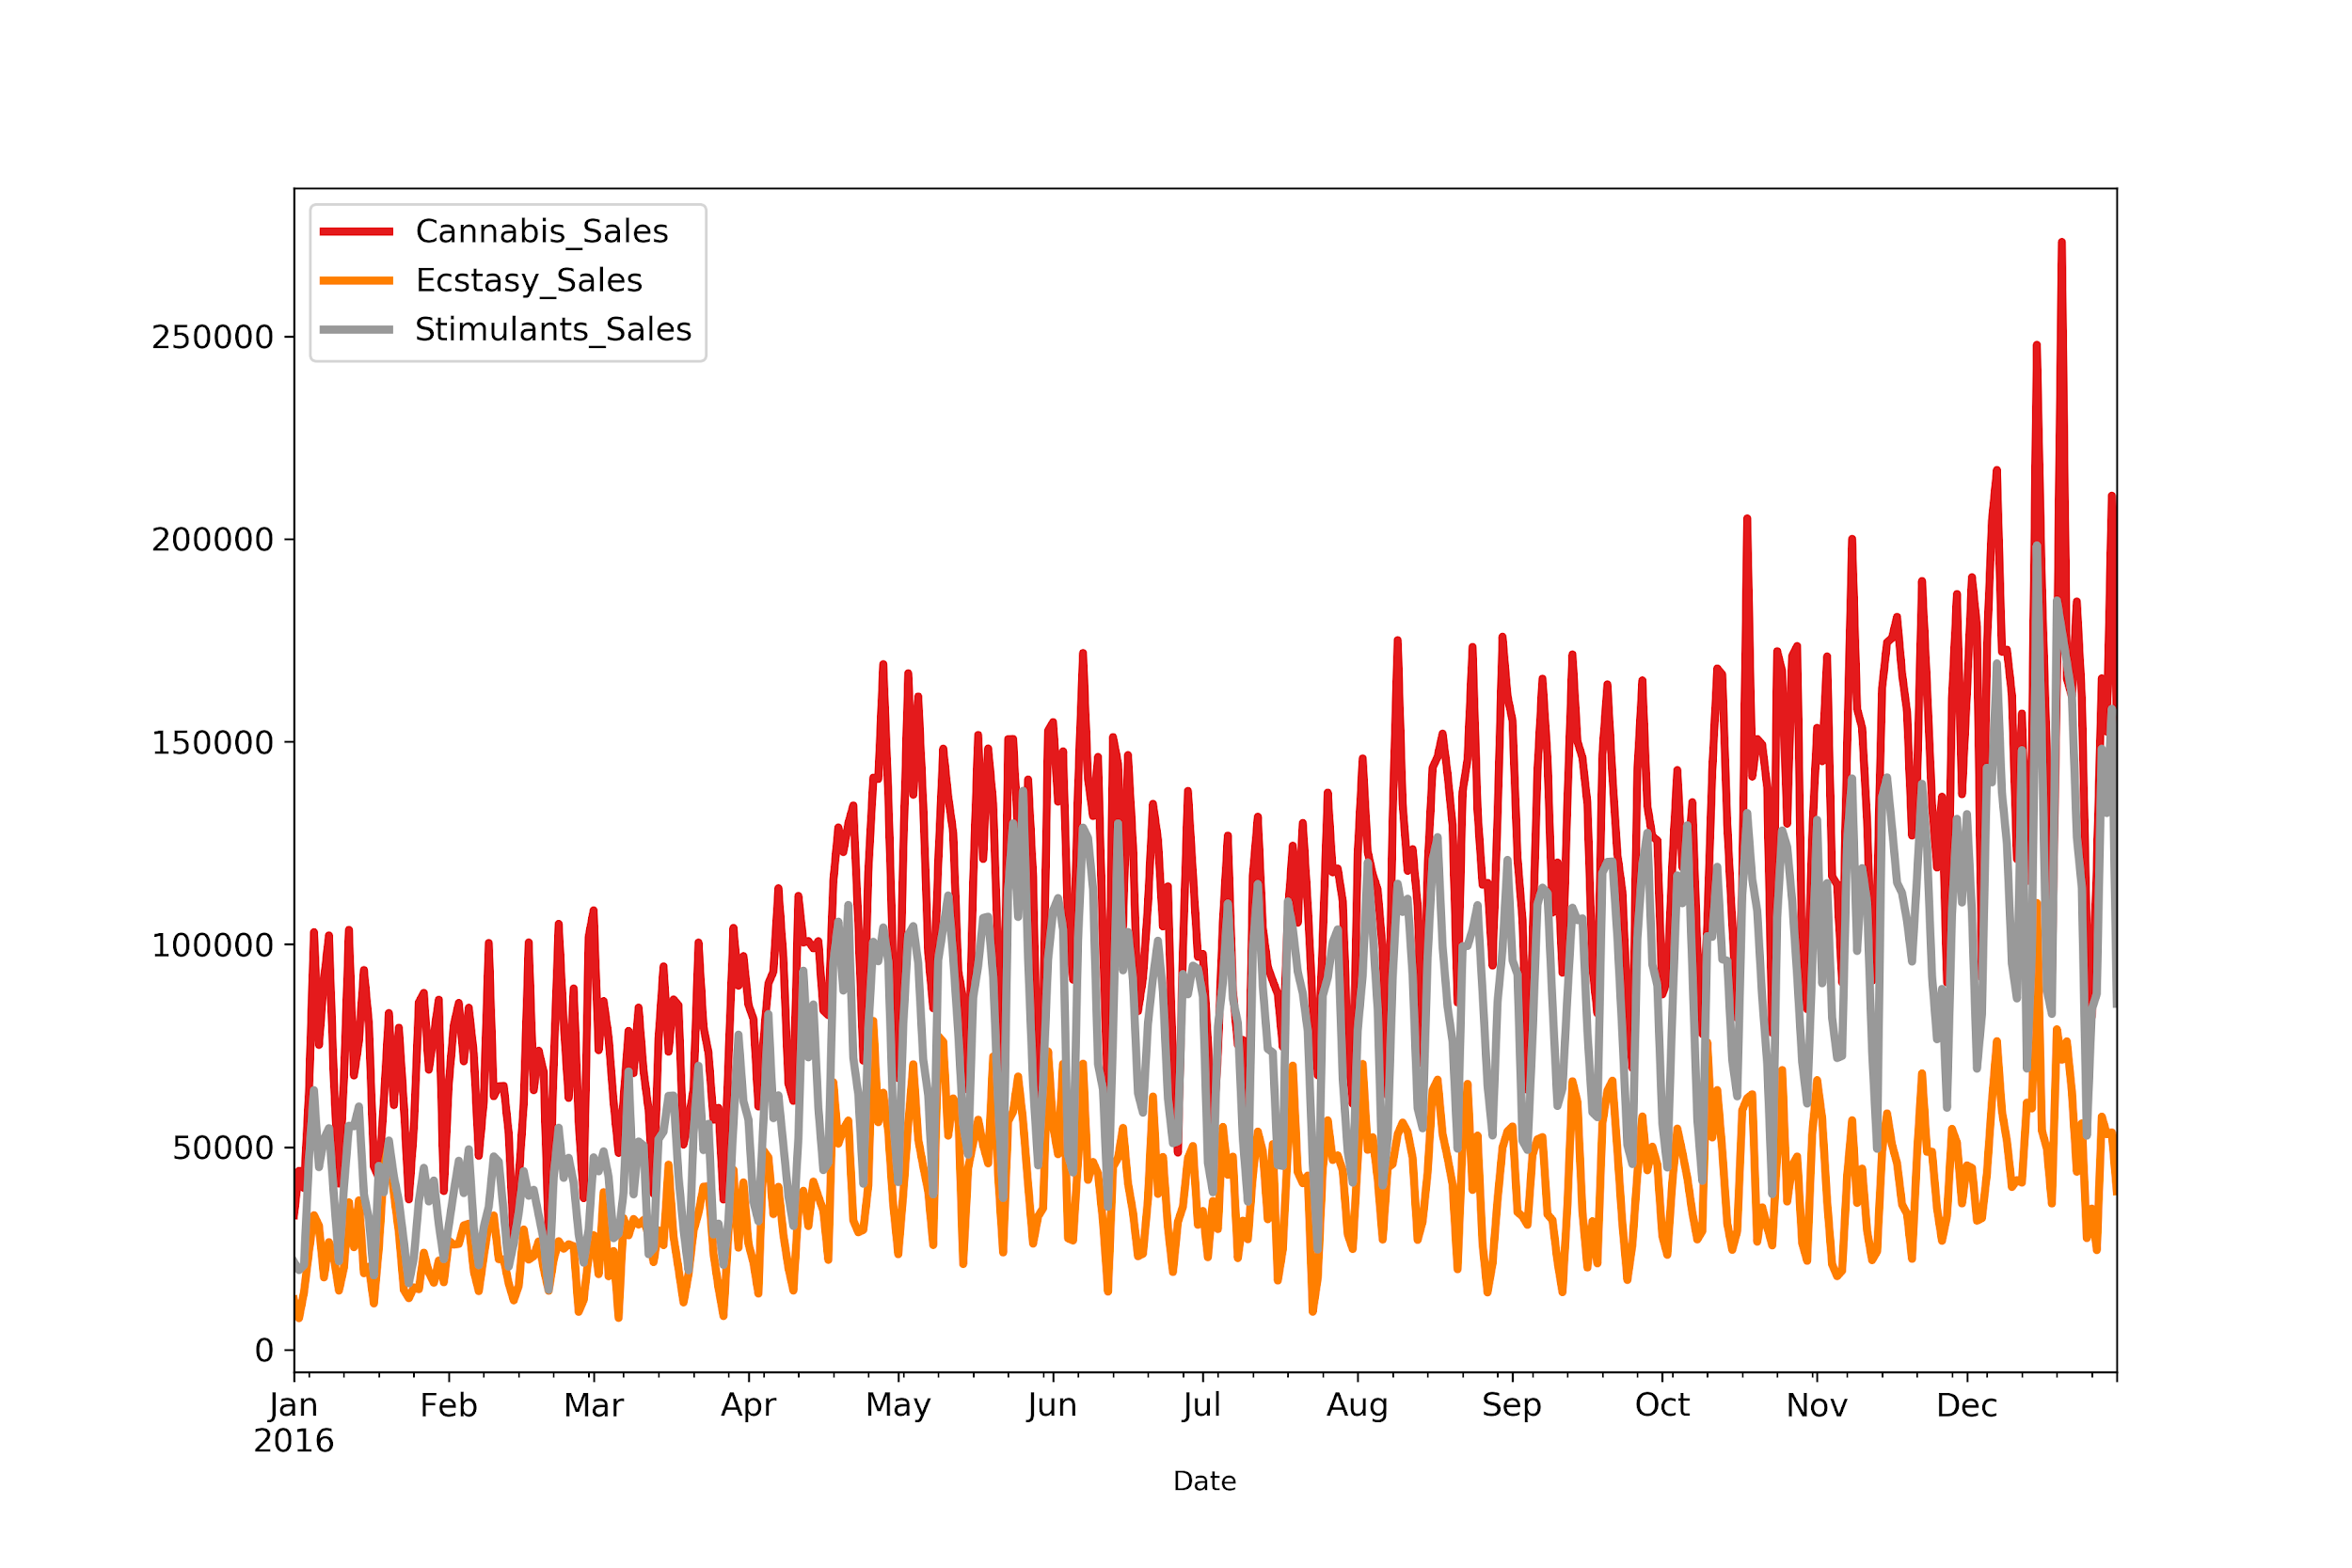 Cannabis_Sales
Ecstasy_Sales
Stimulants_Sales
250000
200000
150000
100000
50000
0
Jan Feb Mar Apr May Jun Jul Aug Sep Oct Nov Dec
2016
Date